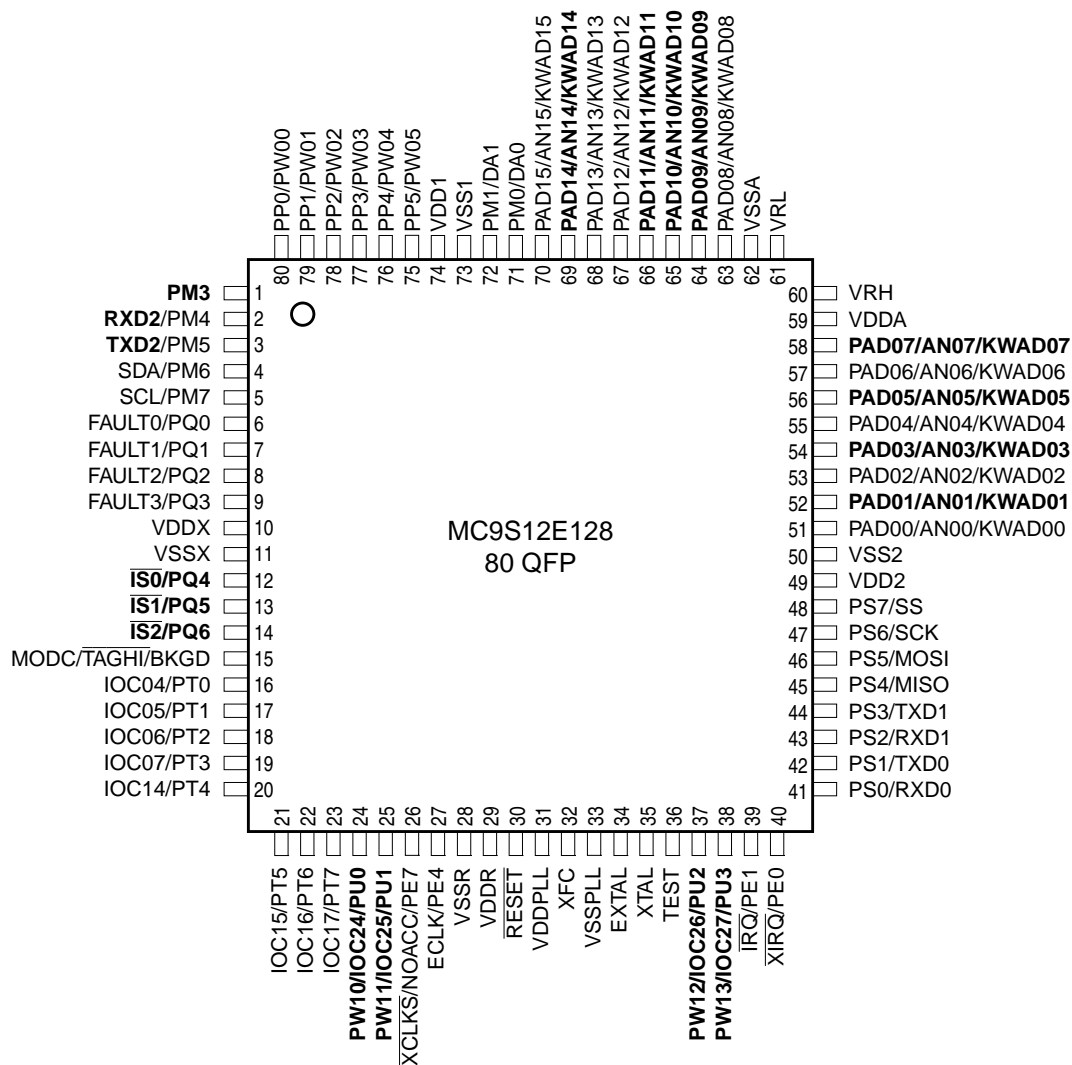 PP0/PW00
PP1/PW01
PP2/PW02
PP3/PW03
PP4/PW04
PP5/PW05
VDD1
VSS1
PM1/DA1
PM0/DA0
PAD15/AN15/KWAD15
PAD14/AN14/KWAD14
PAD13/AN13/KWAD13
PAD12/AN12/KWAD12
PAD11/AN11/KWAD11
PAD10/AN10/KWAD10
PAD09/AN09/KWAD09
PAD08/AN08/KWAD08
VSSA
VRL
80 79 78 77 76 75 74 73 72 71 70 69 68 67 66 65 64 63 62 61
PM3 1
RXD2/PM4 2
TXD2/PM5 3
SDA/PM6 4
SCL/PM7 5
FAULT0/PQ0 6
FAULT1/PQ1 7
FAULT2/PQ2 8
FAULT3/PQ3 9
VDDX 10
VSSX 11
IS0/PQ4 12
IS1/PQ5 13
IS2/PQ6 14
MODC/TAGHI/BKGD 15
IOC04/PT0 16
IOC05/PT1 17
IOC06/PT2 18
IOC07/PT3 19
IOC14/PT4 20
MC9S12E128
80 QFP
60 VRH
59 VDDA
58 PAD07/AN07/KWAD07
57 PAD06/AN06/KWAD06
56 PAD05/AN05/KWAD05
55 PAD04/AN04/KWAD04
54 PAD03/AN03/KWAD03
53 PAD02/AN02/KWAD02
52 PAD01/AN01/KWAD01
51 PAD00/AN00/KWAD00
50 VSS2
49 VDD2
48 PS7/SS
47 PS6/SCK
46 PS5/MOSI
45 PS4/MISO
44 PS3/TXD1
43 PS2/RXD1
42 PS1/TXD0
41 PS0/RXD0
21 22 23 24 25 26 27 28 29 30 31 32 33 34 35 36 37 38 39 40
IOC15/PT5
IOC16/PT6
IOC17/PT7
PW10/IOC24/PU0
PW11/IOC25/PU1
XCLKS/NOACC/PE7
ECLK/PE4
VSSR
VDDR
RESET
VDDPLL
XFC
VSSPLL
EXTAL
XTAL
TEST
PW12/IOC26/PU2
PW13/IOC27/PU3
IRQ/PE1
XIRQ/PE0